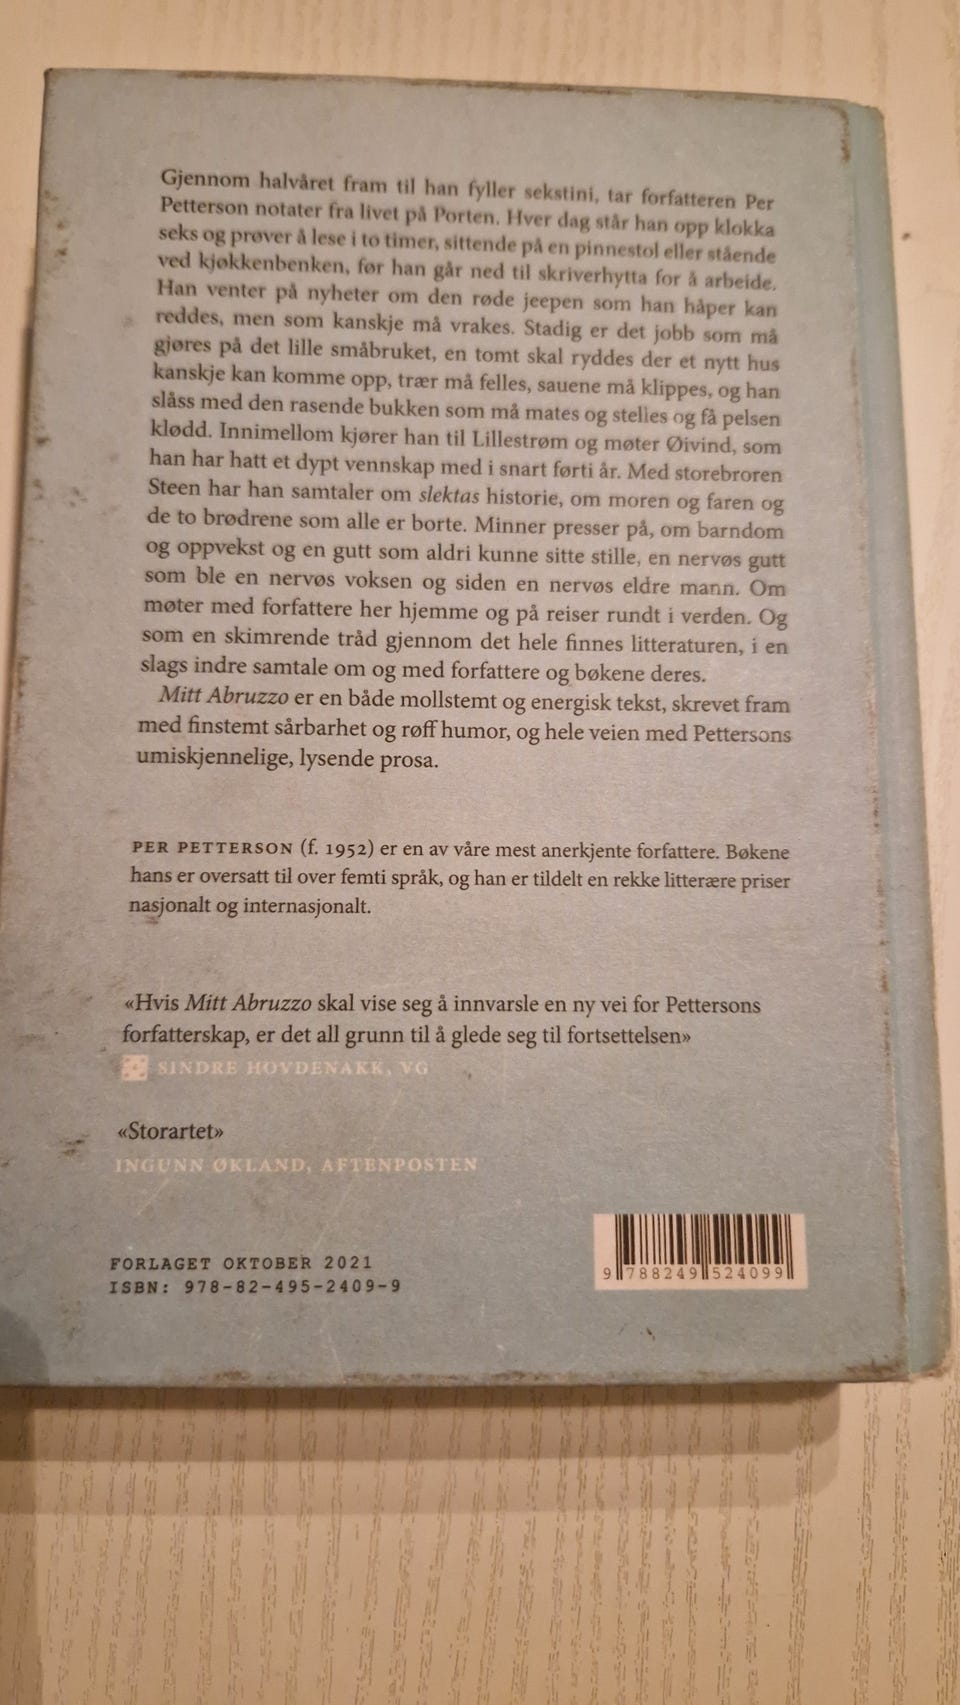 Gjennom halvåret fram til han fyller sekstini, tar forfatteren Per
Petterson notater fra livet på Porten. Hver dag står han opp klokka
seks og prøver å lese i to timer, sittende på en pinnestol eller stående
ved kjøkkenbenken, før han går ned til skriverhytta for å arbeide.
Han venter på nyheter om den røde jeepen som han håper kan
reddes, men som kanskje må vrakes. Stadig er det jobb som må
gjøres på det lille småbruket, en tomt skal ryddes der et nytt hus
kanskje kan komme opp, trær må felles, sauene må klippes, og han
slåss med den rasende bukken som må mates og stelles og få pelsen
klødd. Innimellom kjører han til Lillestrøm og møter Øivind, som
han har hatt et dypt vennskap med i snart førti år. Med storebroren
Steen har han samtaler om slektas historie, om moren og faren og
de to brødrene som alle er borte. Minner presser på, om barndom
og oppvekst og en gutt som aldri kunne sitte stille, en nervøs gutt
som ble en nervøs voksen og siden en nervøs eldre mann. Om
møter med forfattere her hjemme og på reiser rundt i verden. Og
som en skimrende tråd gjennom det hele finnes litteraturen, i en
slags indre samtale om og med forfattere og bøkene deres.
Mitt Abruzzo er en både mollstemt og energisk tekst, skrevet fram
med finstemt sårbarhet og røff humor, og hele veien med Pettersons
umiskjennelige, lysende prosa.
PER PETTERSON (f. 1952) er en av våre mest anerkjente forfattere. Bøkene
hans er oversatt til over femti språk, og han er tildelt en rekke litterære priser
nasjonalt og internasjonalt.
«Hvis Mitt Abruzzo skal vise seg å innvarsle en ny vei for Pettersons
forfatterskap, er det all grunn til å glede seg til fortsettelsen»
SINDRE HOVDENAKK, VG
«Storartet»
INGUNN ØKLAND, AFTENPOSTEN
FORLAGET OKTOBER 2021
ISBN: 978-82-495-2409-9
9 788249 524099